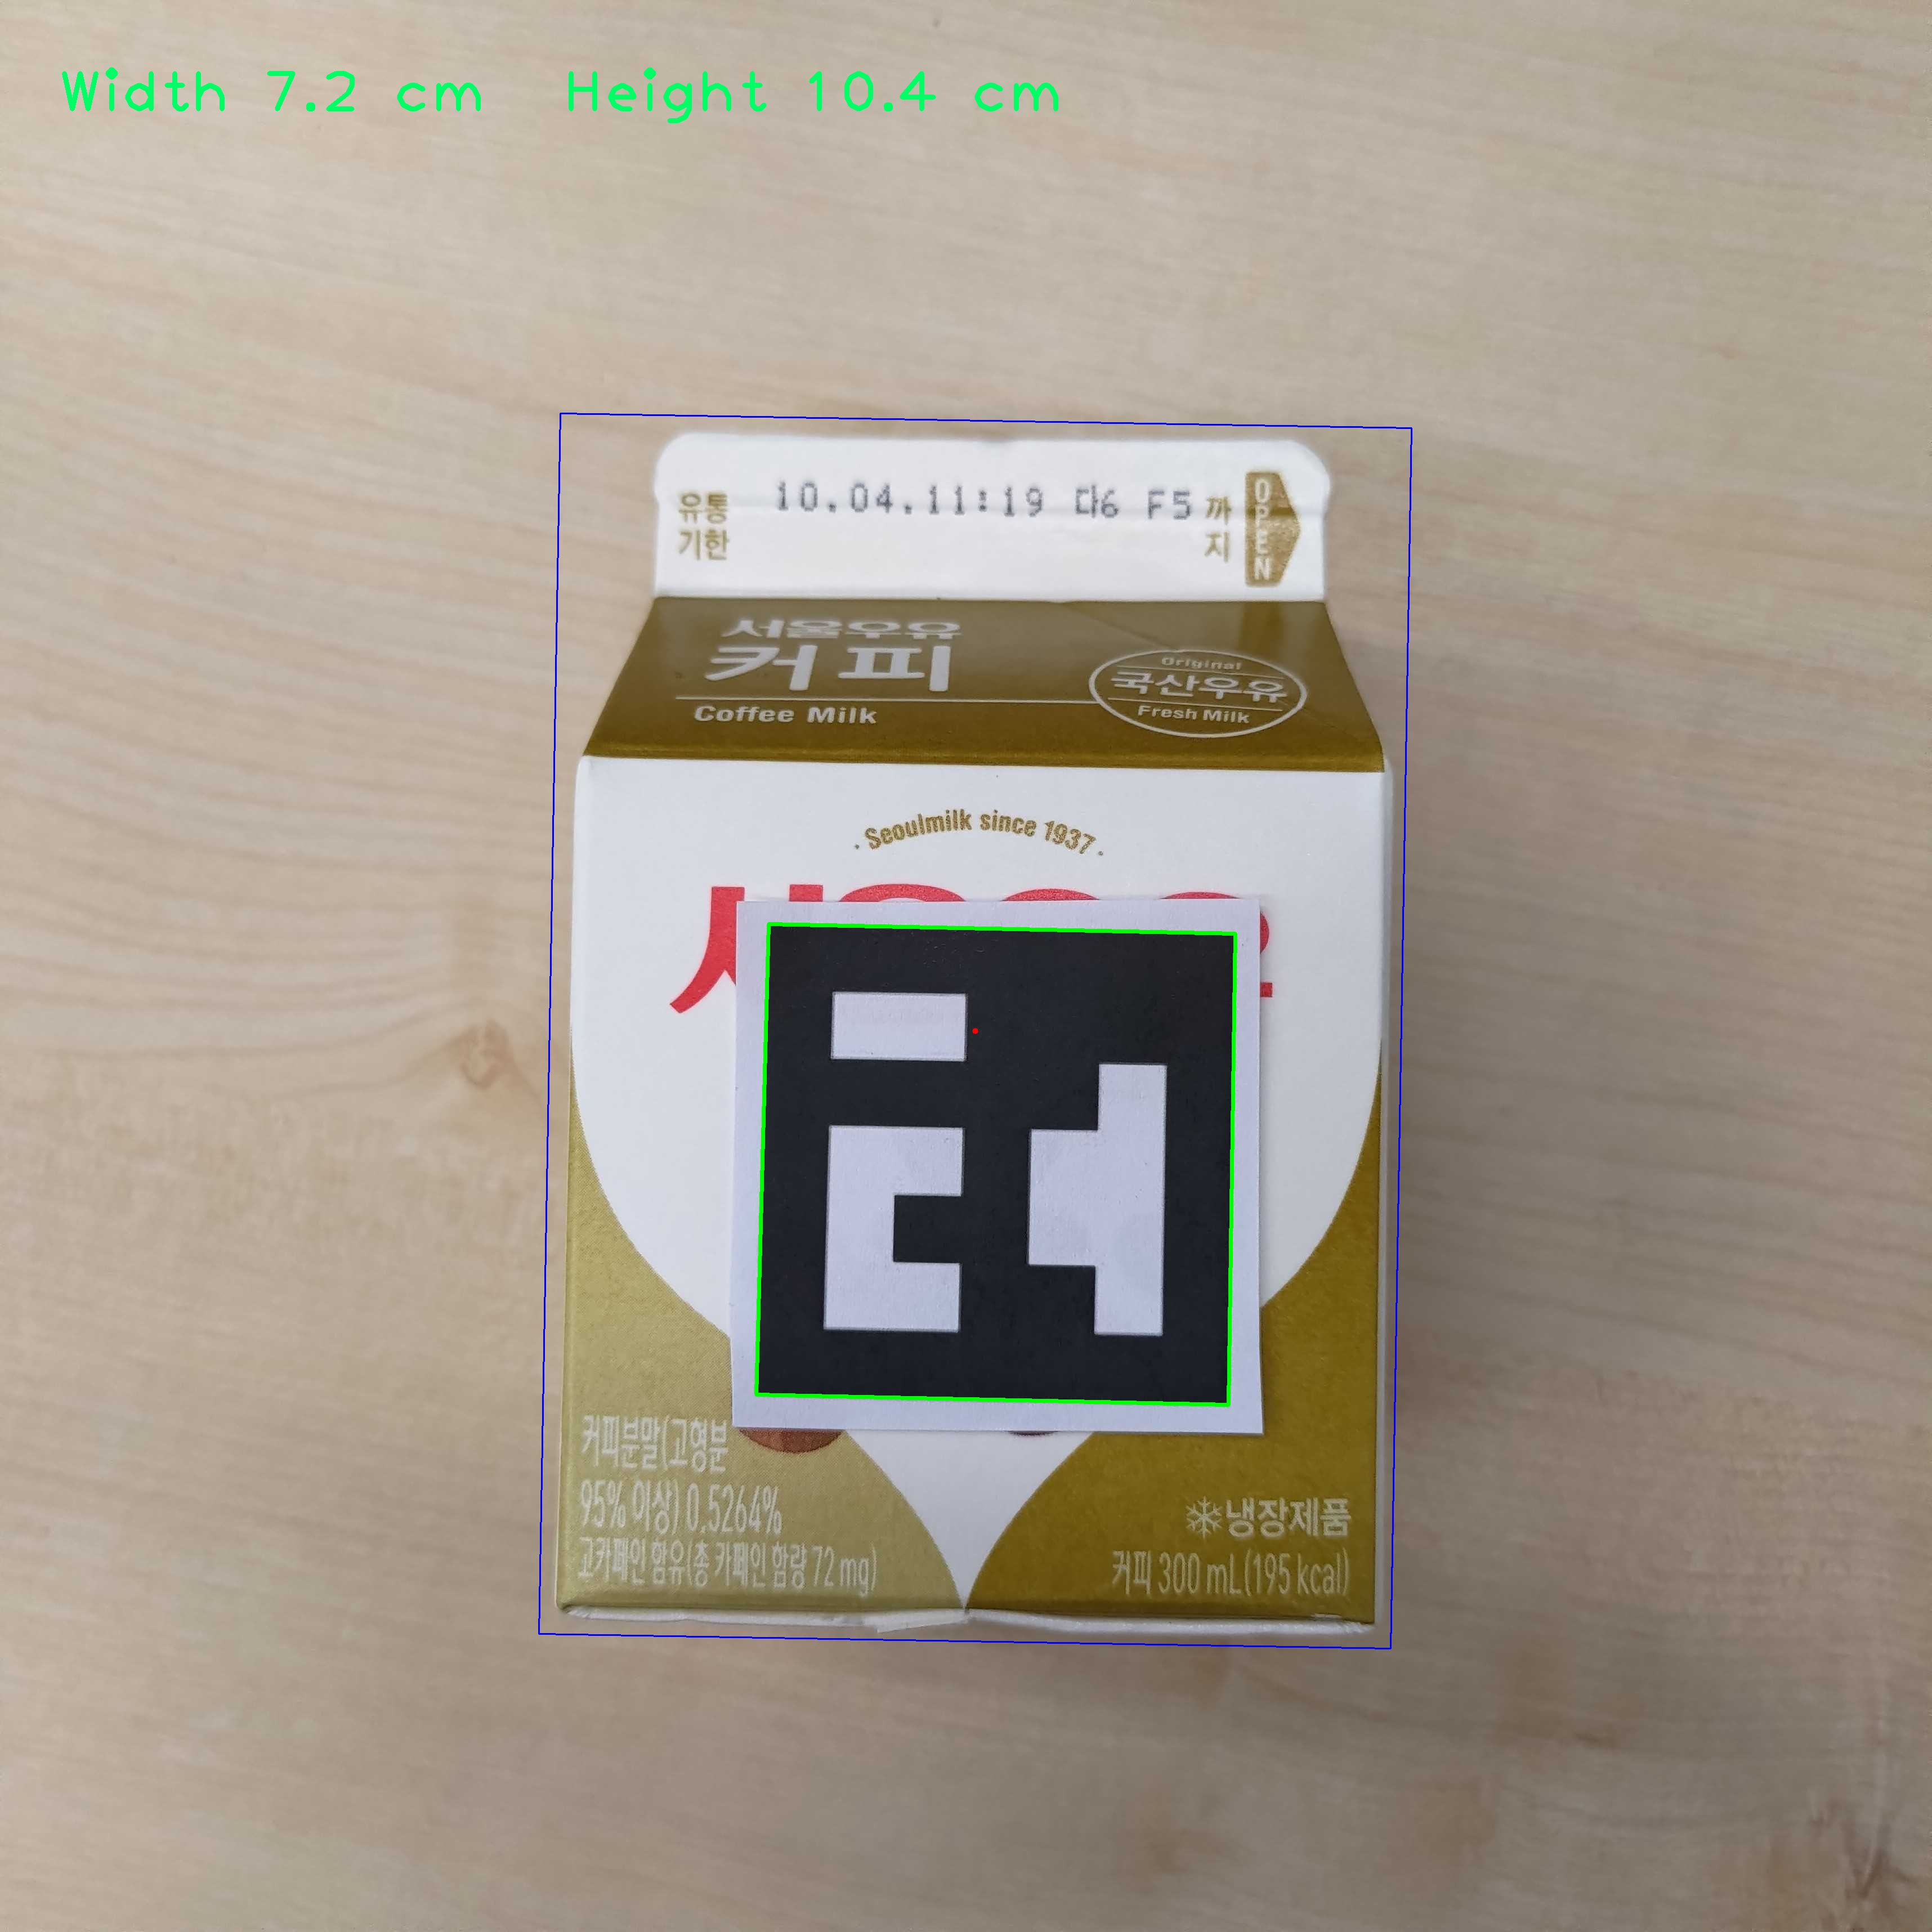 Width 7.2 cm Height 10.4 cm
유통기한 10.04.11:19 다6 F5 까지
OPEN
서울우유
커피
Coffee Milk
Original
국산우유
Fresh Milk
· Seoulmilk since 1937 ·
커피분말(고형분
95% 이상) 0.5264%
고카페인 함유(총 카페인 함량 72 mg)
냉장제품
커피 300 mL(195 kcal)